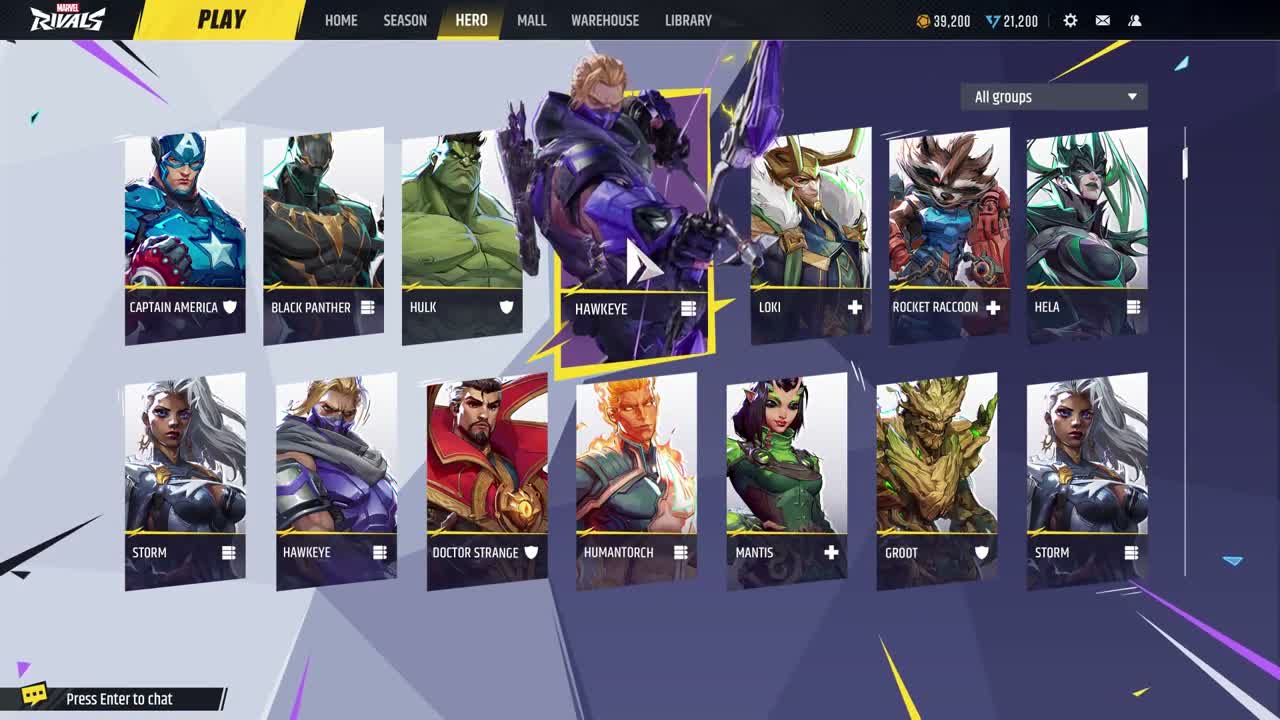 MARVEL
RIVALS
PLAY
HOME
SEASON
HERO
MALL
WAREHOUSE
LIBRARY
39,200
21,200
All groups
A
CAPTAIN AMERICA
BLACK PANTHER
HULK
HAWKEYE
LOKI
ROCKET RACCOON
HELA
STORM
HAWKEYE
DOCTOR STRANGE
HUMANTORCH
MANTIS
GROOT
STORM
Press Enter to chat